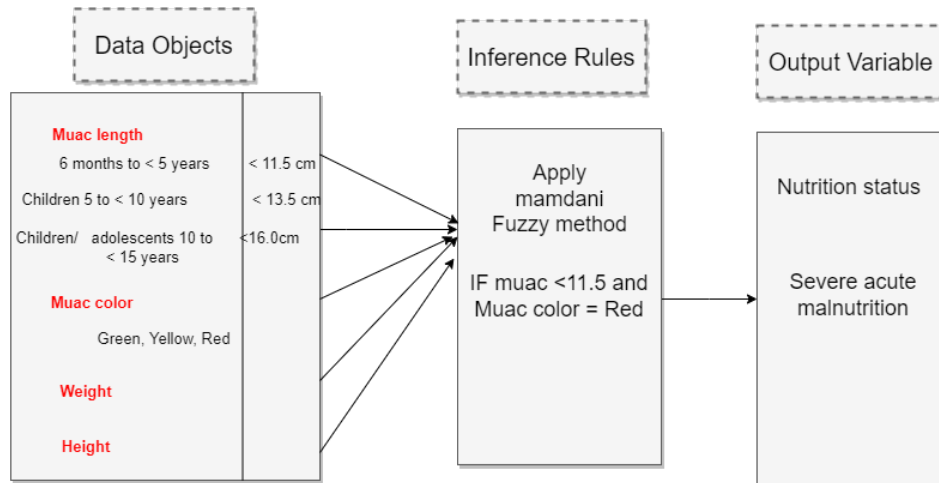 Data Objects
Inference Rules
Output Variable
Muac length
6 months to < 5 years < 11.5 cm
Children 5 to < 10 years < 13.5 cm
Children/ adolescents 10 to <16.0cm
< 15 years
Muac color
Green, Yellow, Red
Weight
Height
Apply
mamdani
Fuzzy method
IF muac <11.5 and
Muac color = Red
Nutrition status
Severe acute
malnutrition